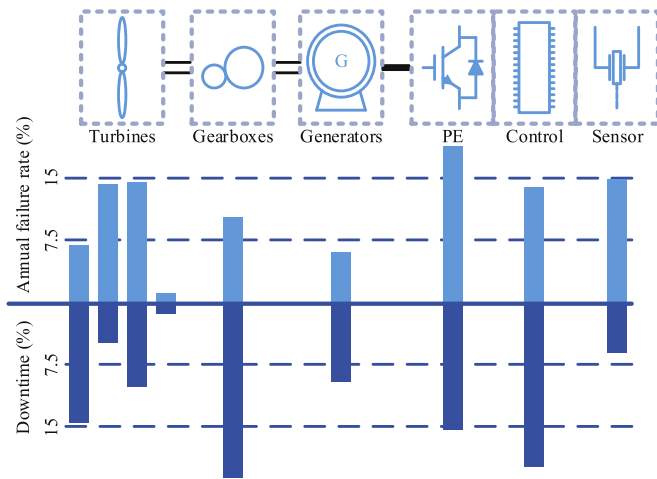 G
Turbines Gearboxes Generators PE Control Sensor
Annual failure rate (%)
15
7.5
Downtime (%)
7.5
15